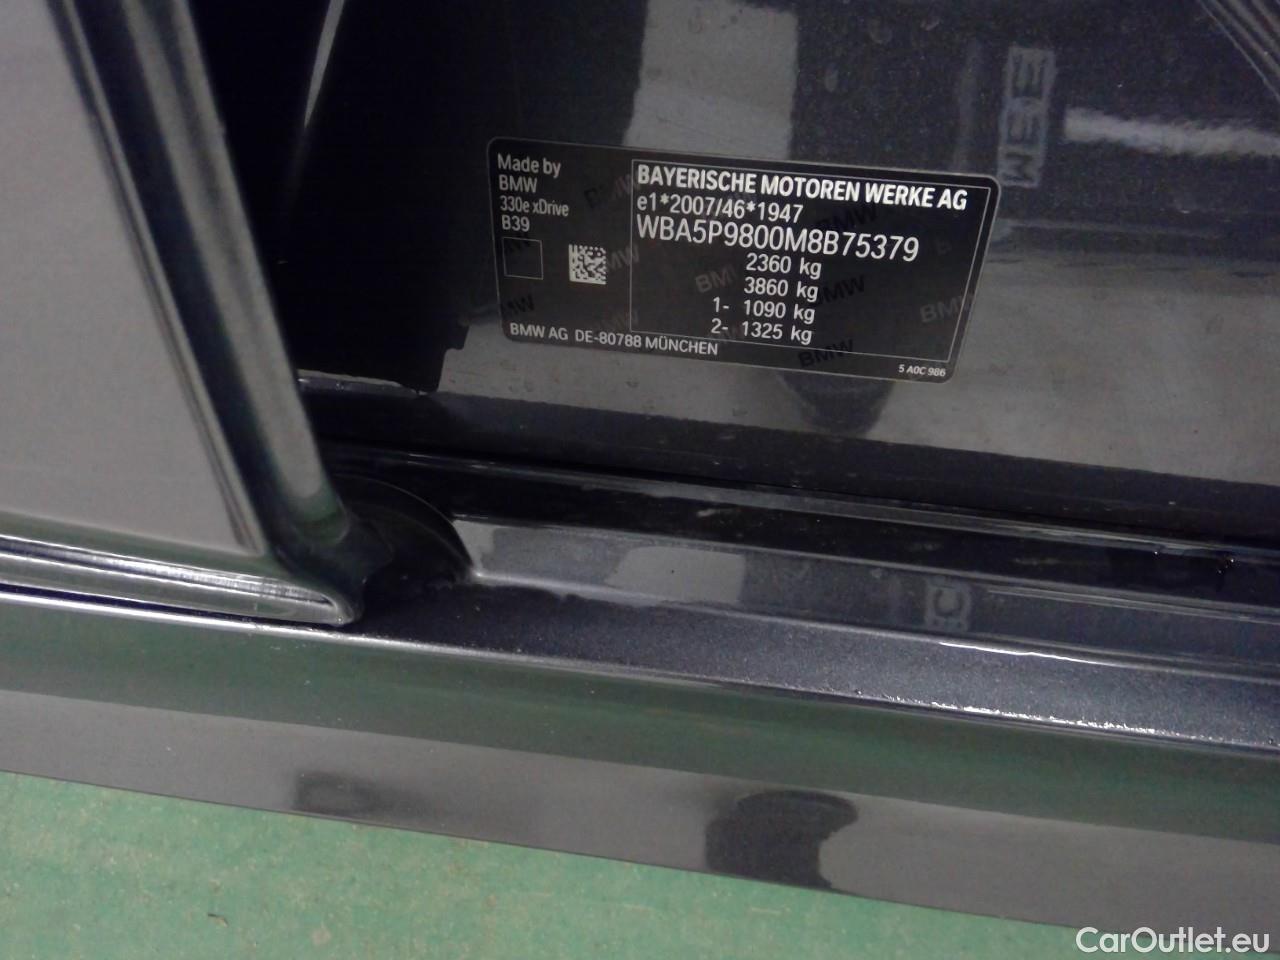 Made by
BMW
330e xDrive
B39
BMW AG DE-80788 MÜNCHEN
BAYERISCHE MOTOREN WERKE AG
e1*2007/46*1947
WBA5P9800M8B75379
2360 kg
3860 kg
1- 1090 kg
2- 1325 kg
5 A0C 986
CarOutlet.eu